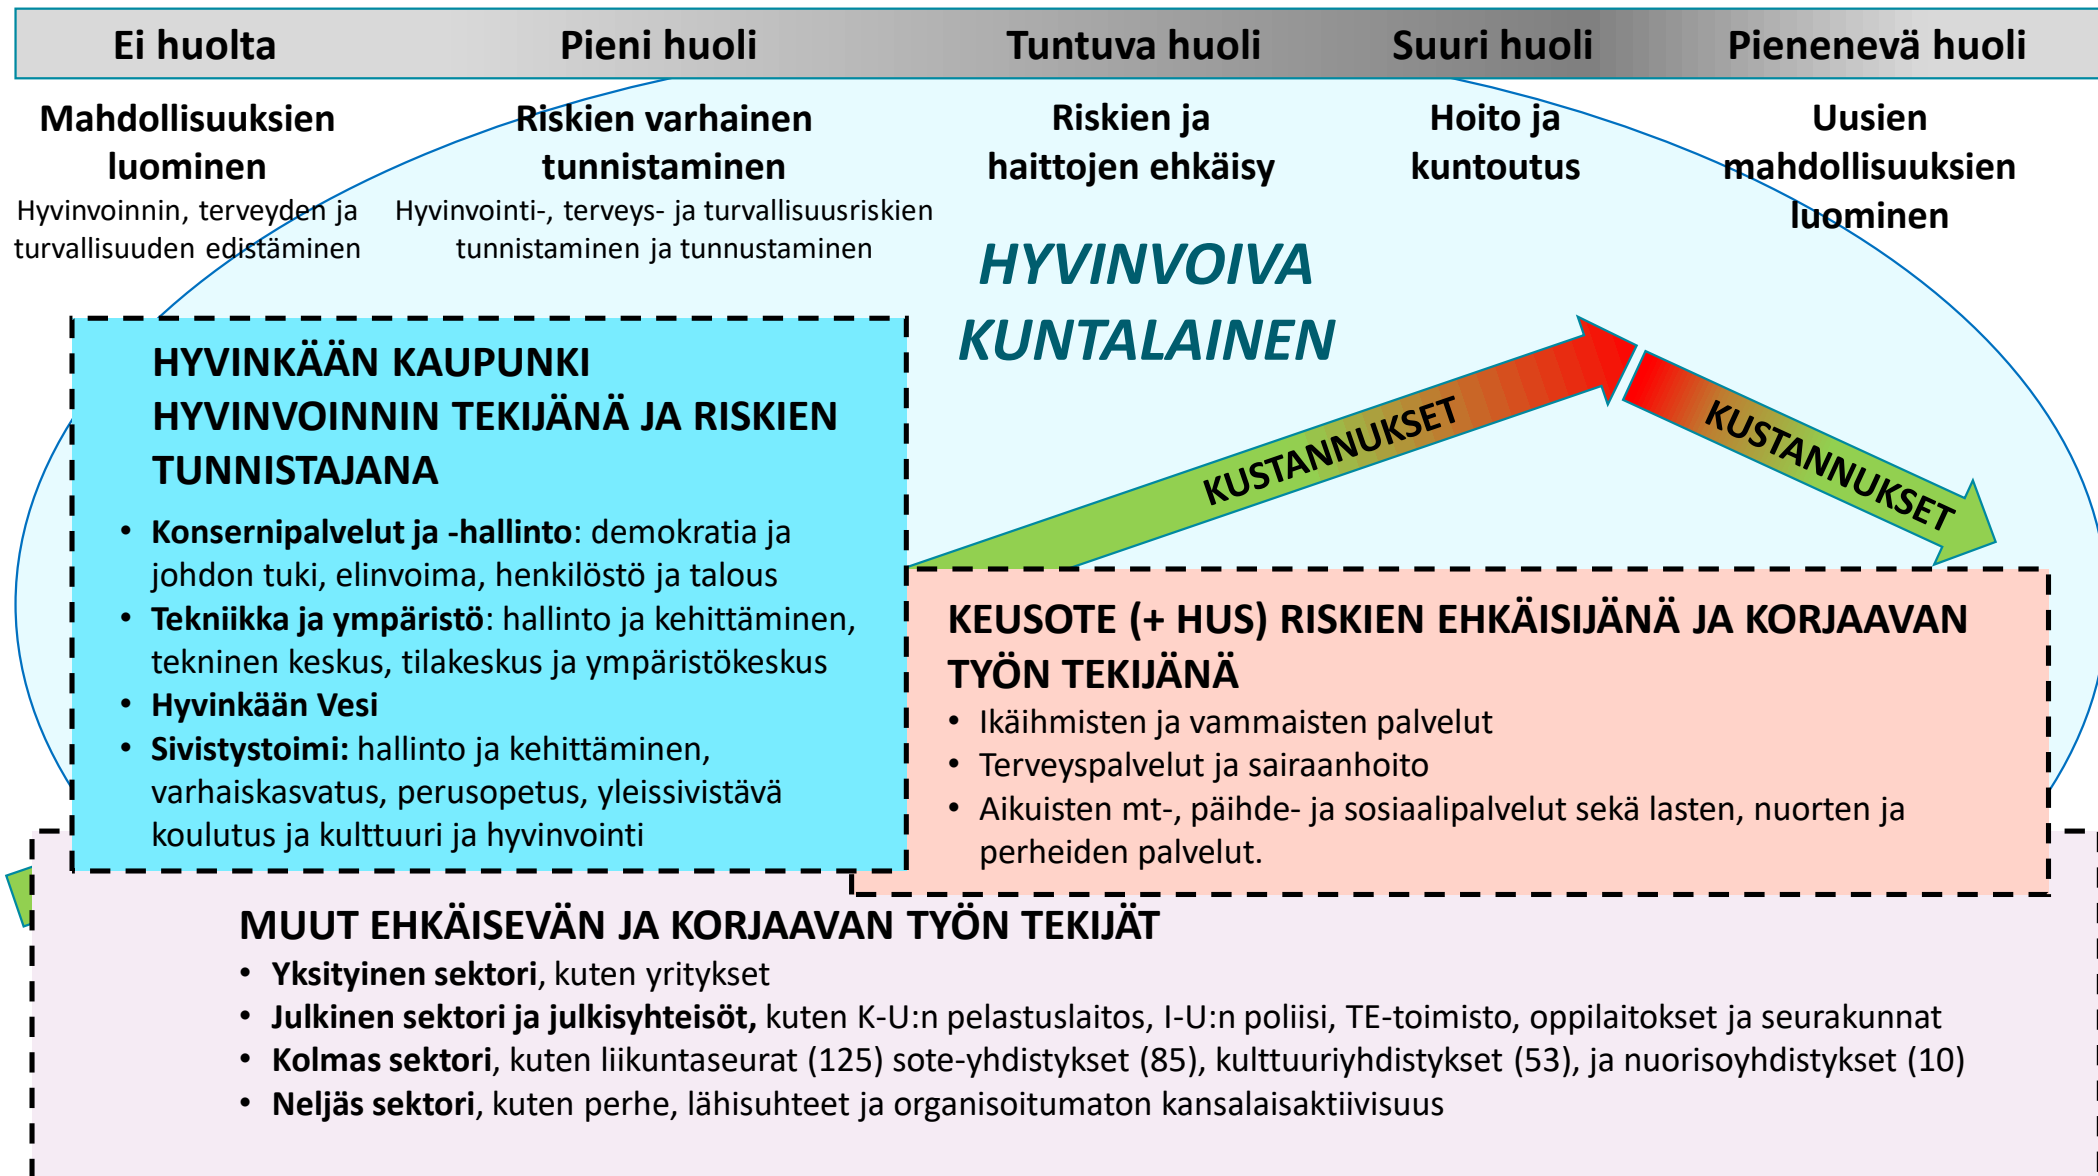 Ei huolta
Pieni huoli
Tuntuva huoli
Suuri huoli
Pienenevä huoli
Mahdollisuuksien
luominen
Hyvinvoinnin, terveyden ja
turvallisuuden edistäminen
Riskien varhainen
tunnistaminen
Hyvinvointi-, terveys- ja turvallisuusriskien
tunnistaminen ja tunnustaminen
Riskien ja
haittojen ehkäisy
Hoito ja
kuntoutus
Uusien
mahdollisuuksien
luominen
HYVINVOIVA
KUNTALAINEN
KUSTANNUKSET
KUSTANNUKSET
HYVINKÄÄN KAUPUNKI
HYVINVOINNIN TEKIJÄNÄ JA RISKIEN
TUNNISTAJANA
• Konsernipalvelut ja -hallinto: demokratia ja
johdon tuki, elinvoima, henkilöstö ja talous
• Tekniikka ja ympäristö: hallinto ja kehittäminen,
tekninen keskus, tilakeskus ja ympäristökeskus
• Hyvinkään Vesi
• Sivistystoimi: hallinto ja kehittäminen,
varhaiskasvatus, perusopetus, yleissivistävä
koulutus ja kulttuuri ja hyvinvointi
KEUSOTE (+ HUS) RISKIEN EHKÄISIJÄNÄ JA KORJAAVAN
TYÖN TEKIJÄNÄ
• Ikäihmisten ja vammaisten palvelut
• Terveyspalvelut ja sairaanhoito
• Aikuisten mt-, päihde- ja sosiaalipalvelut sekä lasten, nuorten ja
perheiden palvelut.
MUUT EHKÄISEVÄN JA KORJAAVAN TYÖN TEKIJÄT
• Yksityinen sektori, kuten yritykset
• Julkinen sektori ja julkisyhteisöt, kuten K-U:n pelastuslaitos, I-U:n poliisi, TE-toimisto, oppilaitokset ja seurakunnat
• Kolmas sektori, kuten liikuntaseurat (125) sote-yhdistykset (85), kulttuuriyhdistykset (53), ja nuorisoyhdistykset (10)
• Neljäs sektori, kuten perhe, lähisuhteet ja organisoitumaton kansalaisaktiivisuus